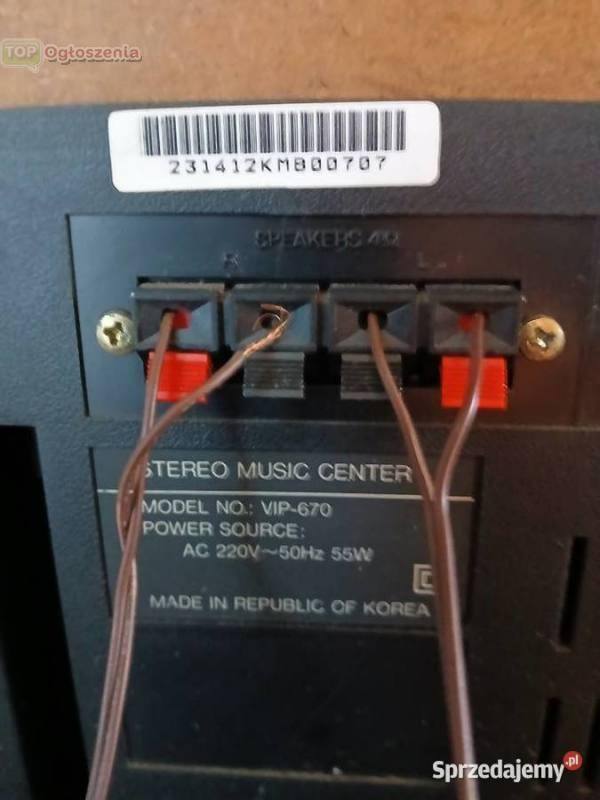 TOP Ogłoszenia
231412KMB00707
SPEAKERS 4Ω
R L
STEREO MUSIC CENTER
MODEL NO.: VIP-670
POWER SOURCE:
AC 220V~50Hz 55W
MADE IN REPUBLIC OF KOREA
Sprzedajemy.pl